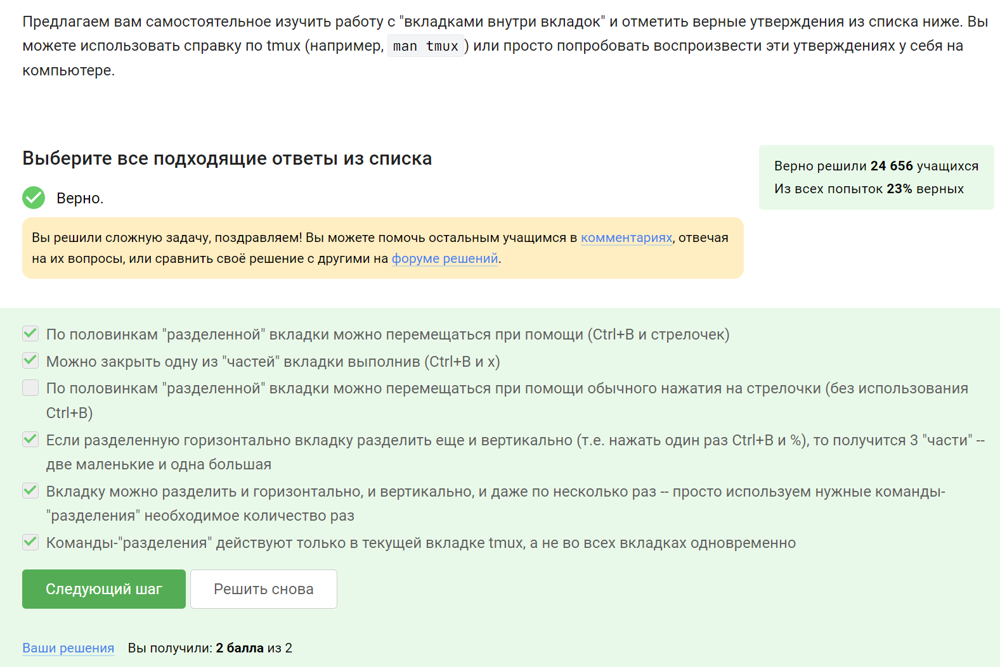 Предлагаем вам самостоятельное изучить работу с "вкладками внутри вкладок" и отметить верные утверждения из списка ниже. Вы
можете использовать справку по tmux (например, man tmux) или просто попробовать воспроизвести эти утверждениях у себя на
компьютере.
Выберите все подходящие ответы из списка
Верно решили 24 656 учащихся
Из всех попыток 23% верных
Верно.
Вы решили сложную задачу, поздравляем! Вы можете помочь остальным учащимся в комментариях, отвечая
на их вопросы, или сравнить своё решение с другими на форуме решений.
По половинкам "разделенной" вкладки можно перемещаться при помощи (Ctrl+B и стрелочек)
Можно закрыть одну из "частей" вкладки выполнив (Ctrl+B и x)
По половинкам "разделенной" вкладки можно перемещаться при помощи обычного нажатия на стрелочки (без использования
Ctrl+B)
Если разделенную горизонтально вкладку разделить еще и вертикально (т.е. нажать один раз Ctrl+B и %), то получится 3 "части" --
две маленькие и одна большая
Вкладку можно разделить и горизонтально, и вертикально, и даже по несколько раз -- просто используем нужные команды-
"разделения" необходимое количество раз
Команды-"разделения" действуют только в текущей вкладке tmux, а не во всех вкладках одновременно
Следующий шаг
Решить снова
Ваши решения Вы получили: 2 балла из 2